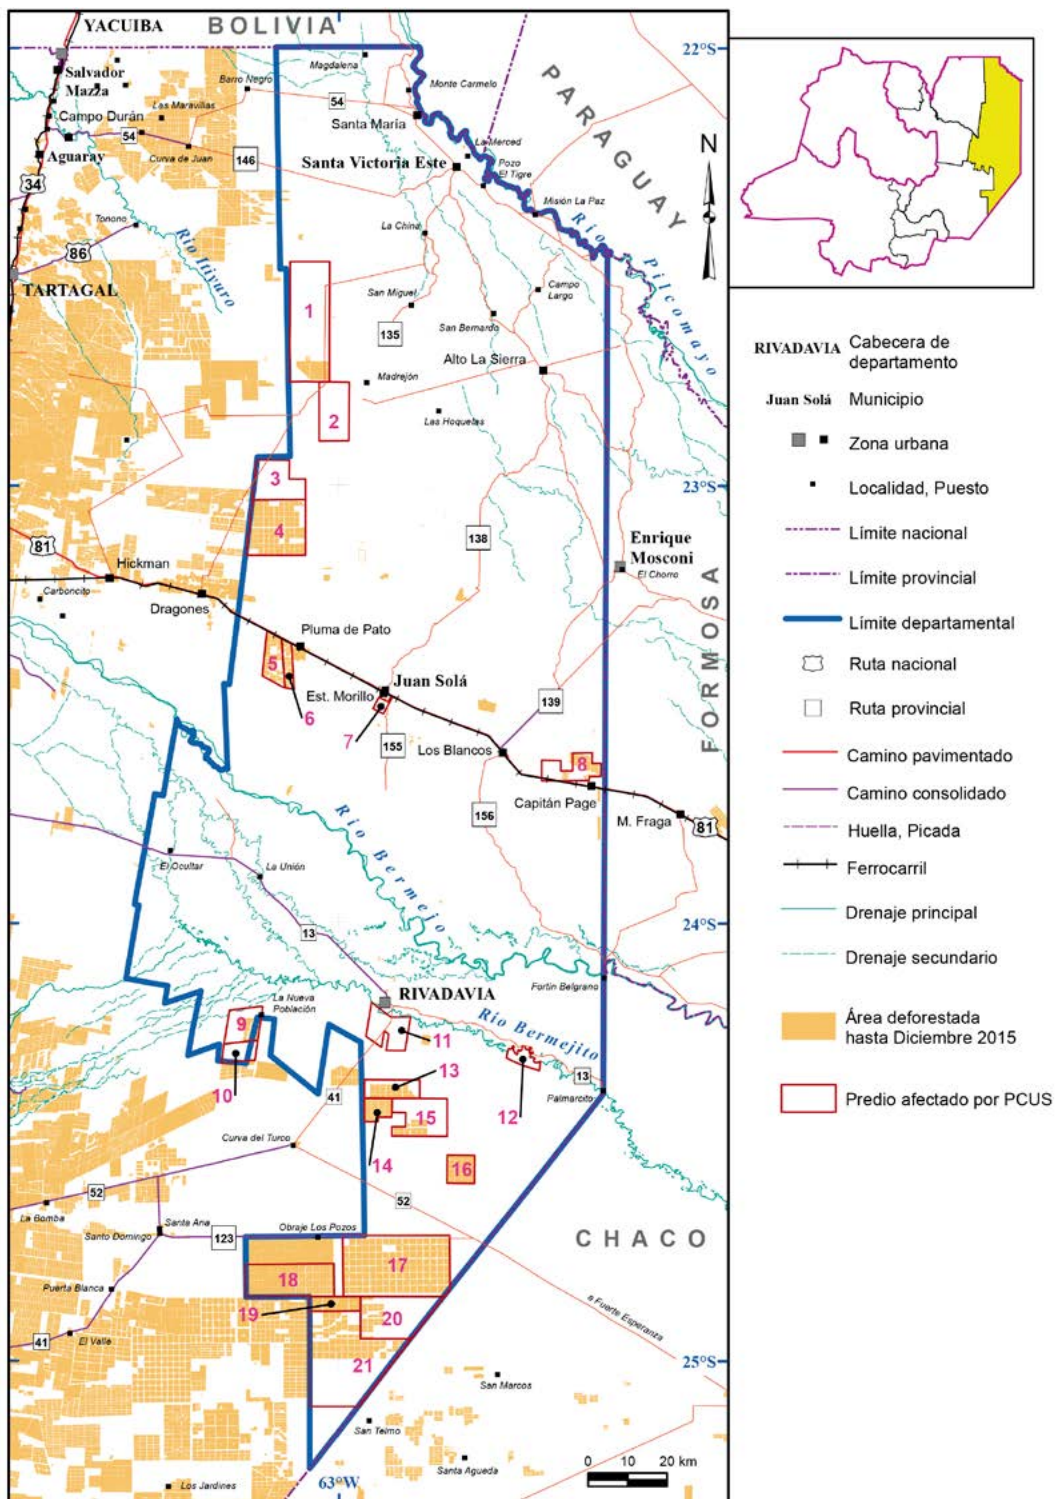 YACUIBA
BOLIVIA
22°S
Salvador
Mazza
Magdalena
Barro Negro
Monte Carmelo
PARAGUAY
Las Maravillas
54
Campo Durán
Santa María
54
Aguaray
Curva de Juan
146
La Merced
Santa Victoria Este
Pozo
El Tigre
N
34
Misión La Paz
Tonono
La China
86
Río Itiyuro
Río Pilcomayo
TARTAGAL
1
San Miguel
Campo
Largo
135
San Bernardo
Alto La Sierra
Madrejón
2
Las Hoquetas
3
23°S
4
138
Enrique
Mosconi
81
El Chorro
Hickman
Carboncito
Dragones
FORMOSA
Pluma de Pato
5
Juan Solá
Est. Morillo
6
7
139
155
Los Blancos
8
Capitán Page
156
M. Fraga
81
Río Bermejo
El Ocultar
La Unión
13
24°S
Fortín Belgrano
La Nueva
Población
RIVADAVIA
9
Río Bermejito
11
10
13
12
13
41
Palmarcito
15
Curva del Turco
14
16
52
52
La Bomba
Santa Ana
Santo Domingo
123
Obraje Los Pozos
CHACO
17
18
Puerta Blanca
19
20
a Fuerte Esperanza
41
El Valle
21
25°S
San Marcos
San Telmo
Santa Agueda
0 10 20 km
Los Jardines
63°W
RIVADAVIA
Cabecera de
departamento
Juan Solá
Municipio
Zona urbana
Localidad, Puesto
Límite nacional
Límite provincial
Límite departamental
Ruta nacional
Ruta provincial
Camino pavimentado
Camino consolidado
Huella, Picada
Ferrocarril
Drenaje principal
Drenaje secundario
Área deforestada
hasta Diciembre 2015
Predio afectado por PCUS